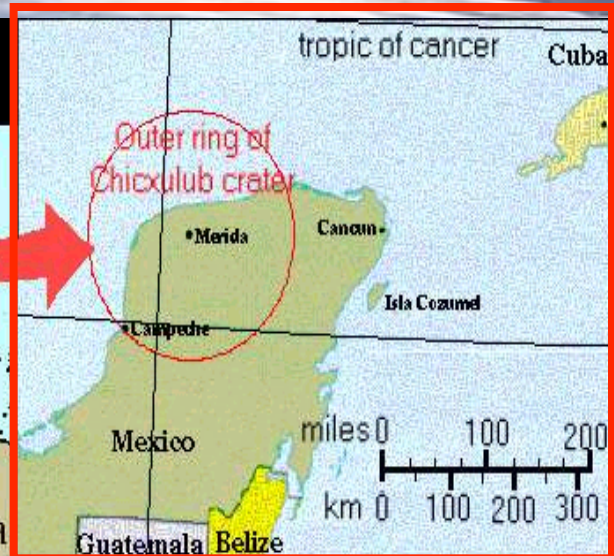 tropic of cancer
Cuba
Outer ring of
Chicxulub crater
Merida
Cancun
Isla Cozumel
Campeche
Mexico
miles 0 100 200
km 0 100 200 300
Guatemala
Belize